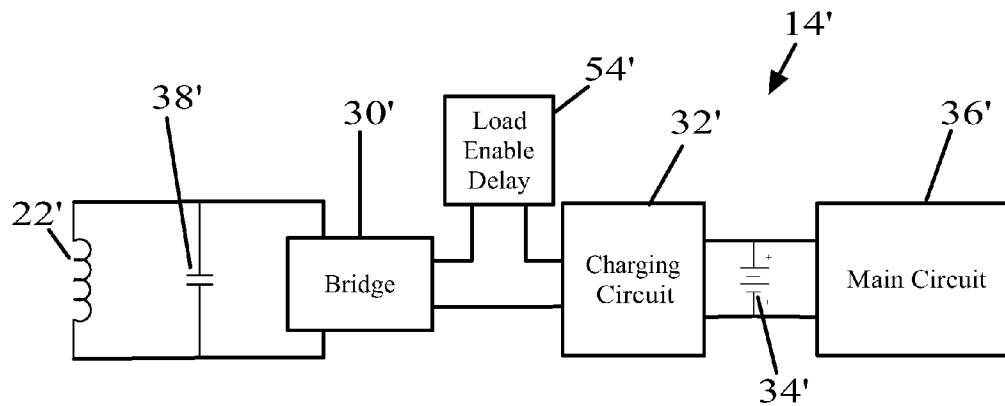 14'
54'
38'
30'
Load
Enable
Delay
32'
36'
22'
Bridge
Charging
Circuit
+
Main Circuit
34'